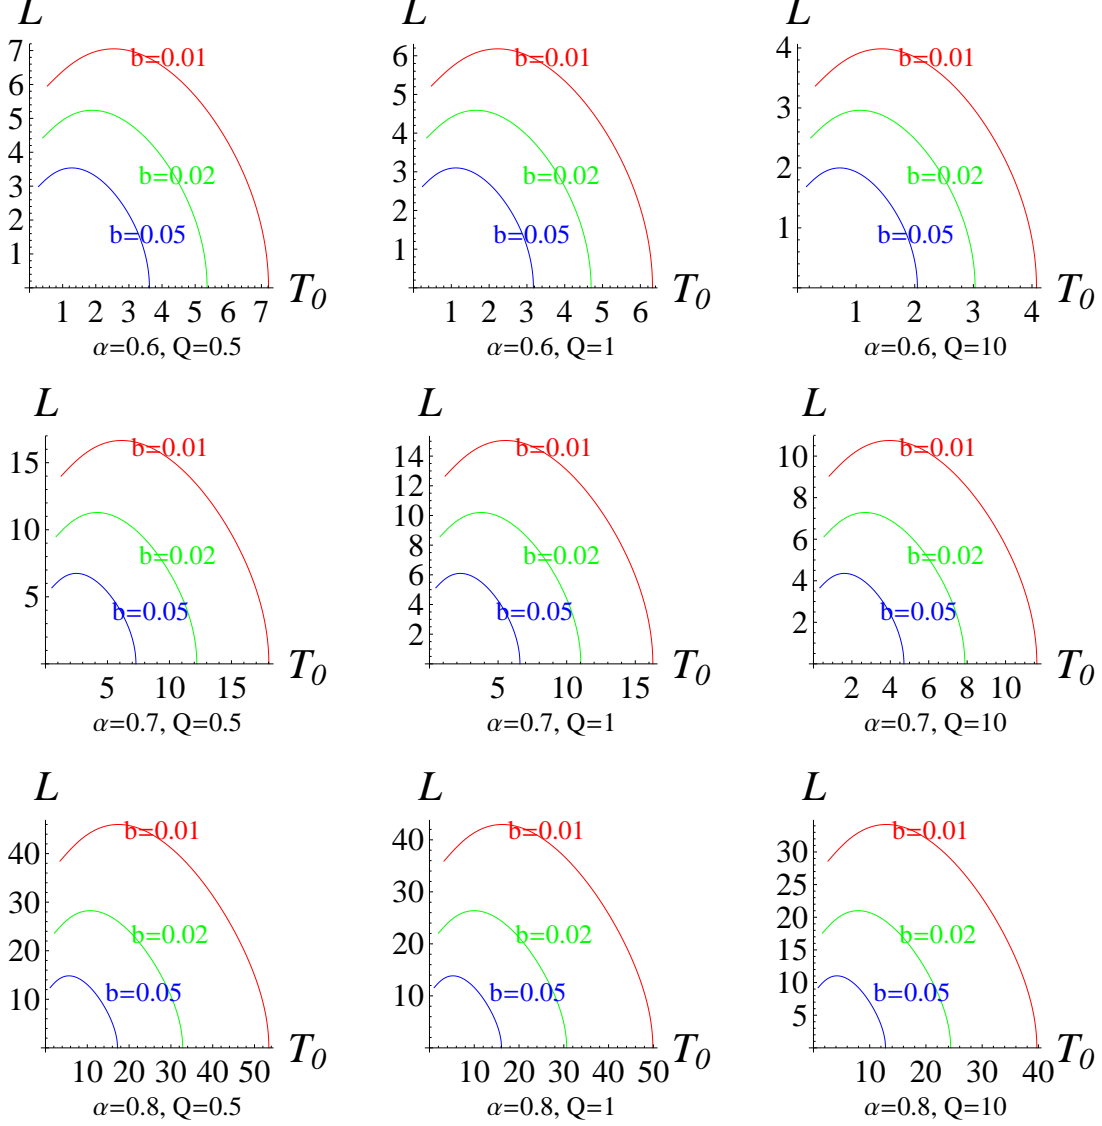 L L L
7 6 5 4 3 2 1
b=0.01
b=0.02
b=0.05
1 2 3 4 5 6 7 T0
α=0.6, Q=0.5
6 5 4 3 2 1
b=0.01
b=0.02
b=0.05
1 2 3 4 5 6 T0
α=0.6, Q=1
4 3 2 1
b=0.01
b=0.02
b=0.05
1 2 3 4 T0
α=0.6, Q=10
L L L
15 10 5
b=0.01
b=0.02
b=0.05
5 10 15 T0
α=0.7, Q=0.5
14 12 10 8 6 4 2
b=0.01
b=0.02
b=0.05
5 10 15 T0
α=0.7, Q=1
10 8 6 4 2
b=0.01
b=0.02
b=0.05
2 4 6 8 10 T0
α=0.7, Q=10
L L L
40 30 20 10
b=0.01
b=0.02
b=0.05
10 20 30 40 50 T0
α=0.8, Q=0.5
40 30 20 10
b=0.01
b=0.02
b=0.05
10 20 30 40 50 T0
α=0.8, Q=1
30 25 20 15 10 5
b=0.01
b=0.02
b=0.05
10 20 30 40 T0
α=0.8, Q=10